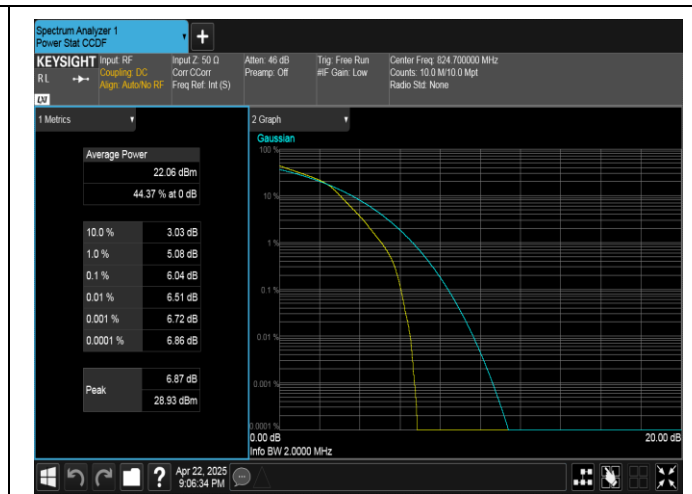 Spectrum Analyzer 1
Power Stat CCDF
+
KEYSIGHT
RL
LXI
Input: RF
Coupling: DC
Align: Auto/No RF
Input Z: 50 Ω
Corr CCorr
Freq Ref: Int (S)
Atten: 46 dB
Preamp: Off
Trig: Free Run
#IF Gain: Low
Center Freq: 824.700000 MHz
Counts: 10.0 M/10.0 Mpt
Radio Std: None
1 Metrics
Average Power
22.06 dBm
44.37 % at 0 dB
10.0 % 3.03 dB
1.0 % 5.08 dB
0.1 % 6.04 dB
0.01 % 6.51 dB
0.001 % 6.72 dB
0.0001 % 6.86 dB
Peak 6.87 dB
28.93 dBm
2 Graph
Gaussian
100 %
10 %
1 %
0.1 %
0.01 %
0.001 %
0.0001 %
0.00 dB 20.00 dB
Info BW 2.0000 MHz
?
Apr 22, 2025
9:06:34 PM